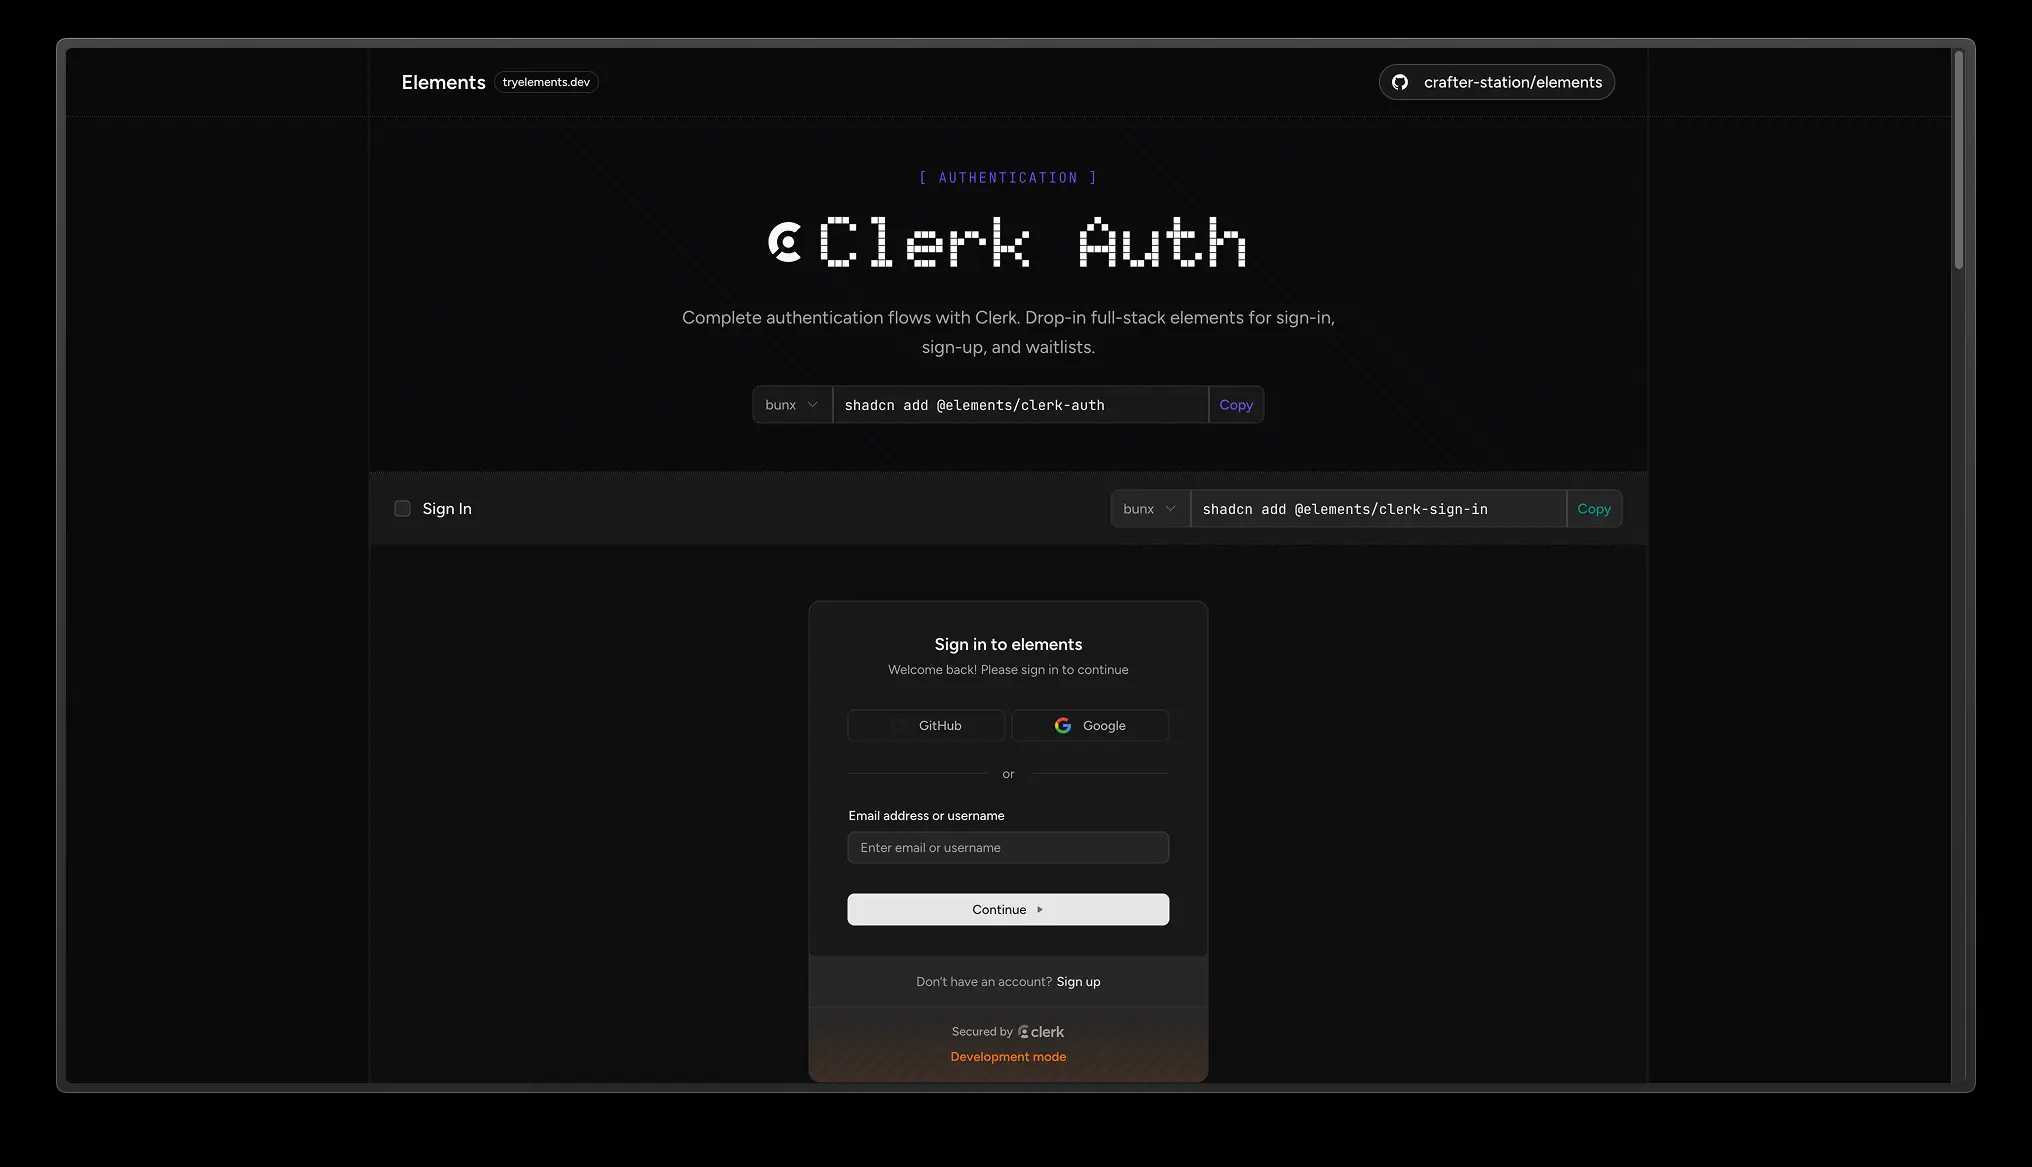 Elements tryelements.dev
crafter-station/elements
[ AUTHENTICATION ]
Clerk Auth
Complete authentication flows with Clerk. Drop-in full-stack elements for sign-in,
sign-up, and waitlists.
bunx shadcn add @elements/clerk-auth Copy
Sign In
bunx shadcn add @elements/clerk-sign-in Copy
Sign in to elements
Welcome back! Please sign in to continue
GitHub Google
or
Email address or username
Enter email or username
Continue
Don’t have an account? Sign up
Secured by clerk
Development mode